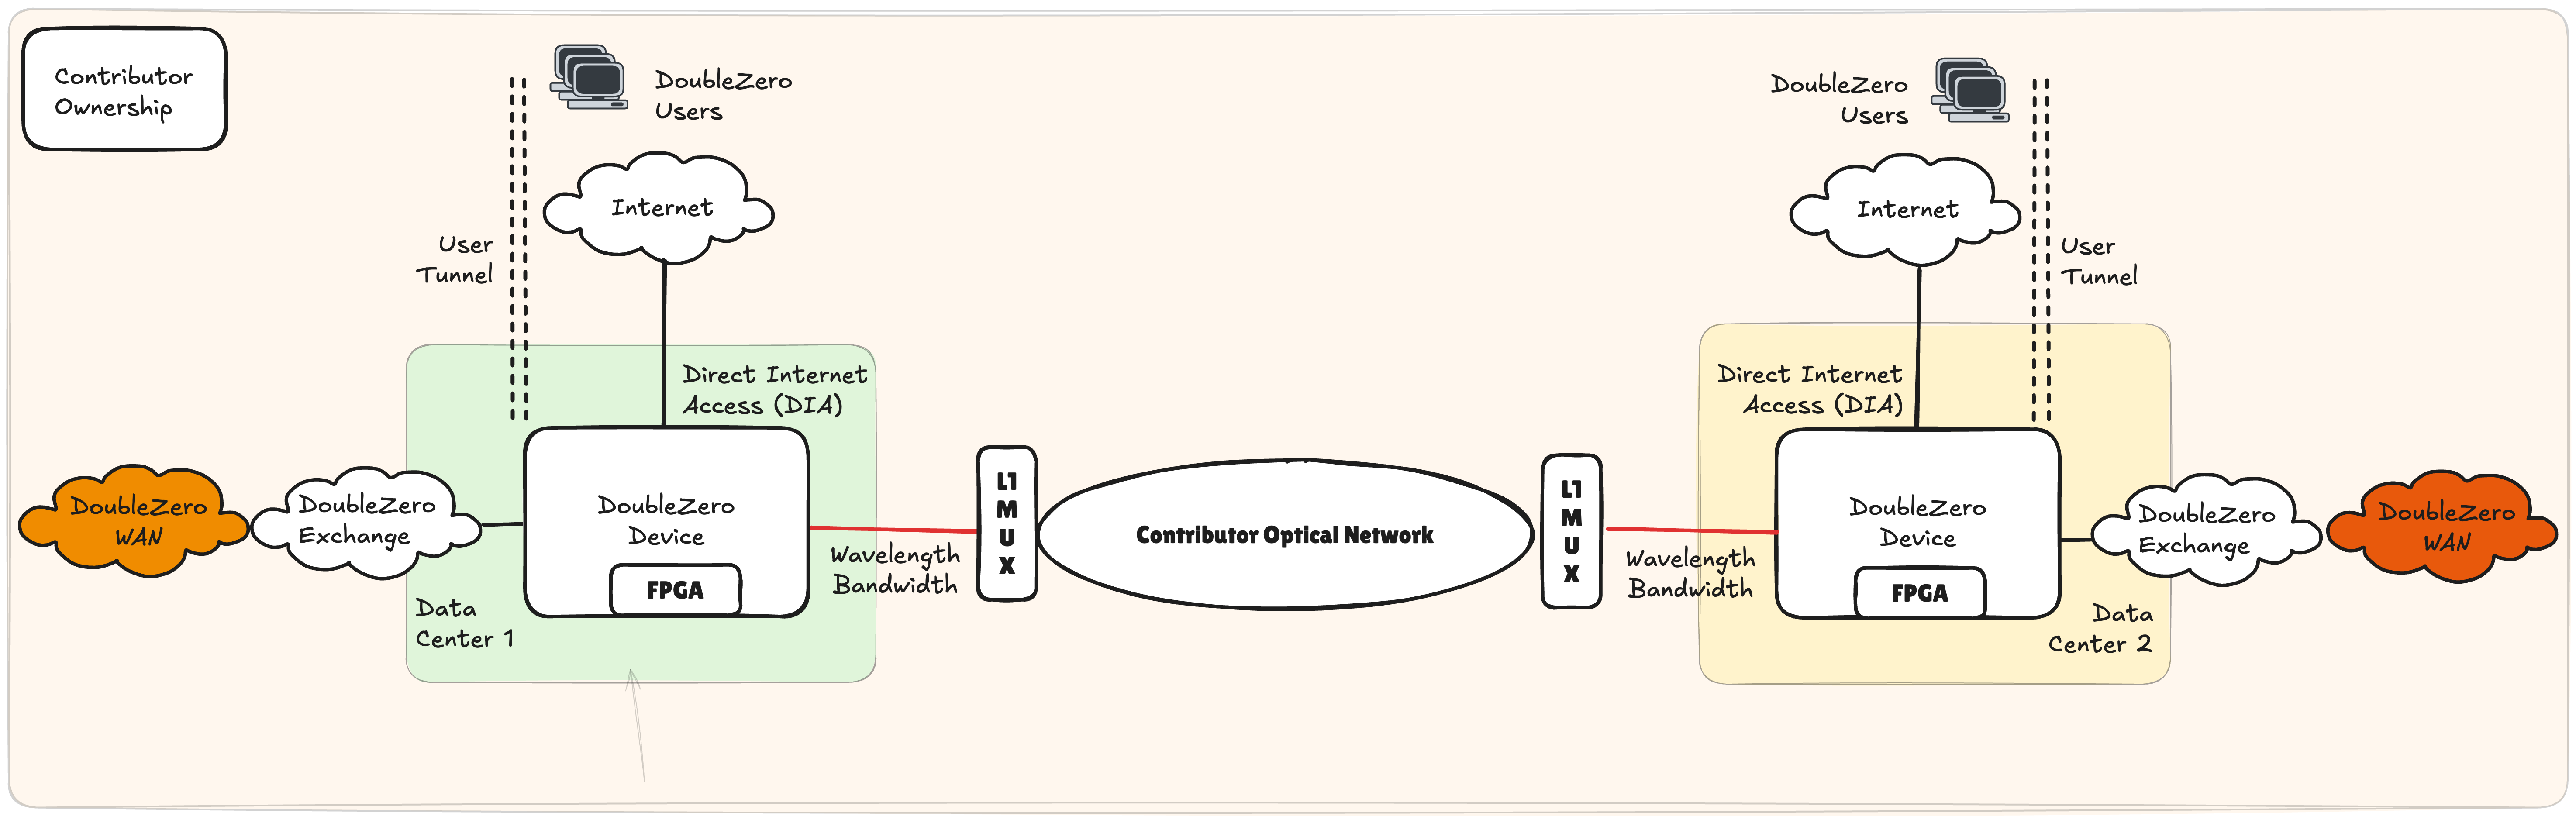 Contributor
Ownership
DoubleZero
Users
Internet
User
Tunnel
Direct Internet
Access (DIA)
DoubleZero
WAN
DoubleZero
Exchange
DoubleZero
Device
FPGA
Data
Center 1
Wavelength
Bandwidth
L1
M
U
X
Contributor Optical Network
L1
M
U
X
Wavelength
Bandwidth
DoubleZero
Users
Internet
User
Tunnel
Direct Internet
Access (DIA)
DoubleZero
Device
FPGA
Data
Center 2
DoubleZero
Exchange
DoubleZero
WAN